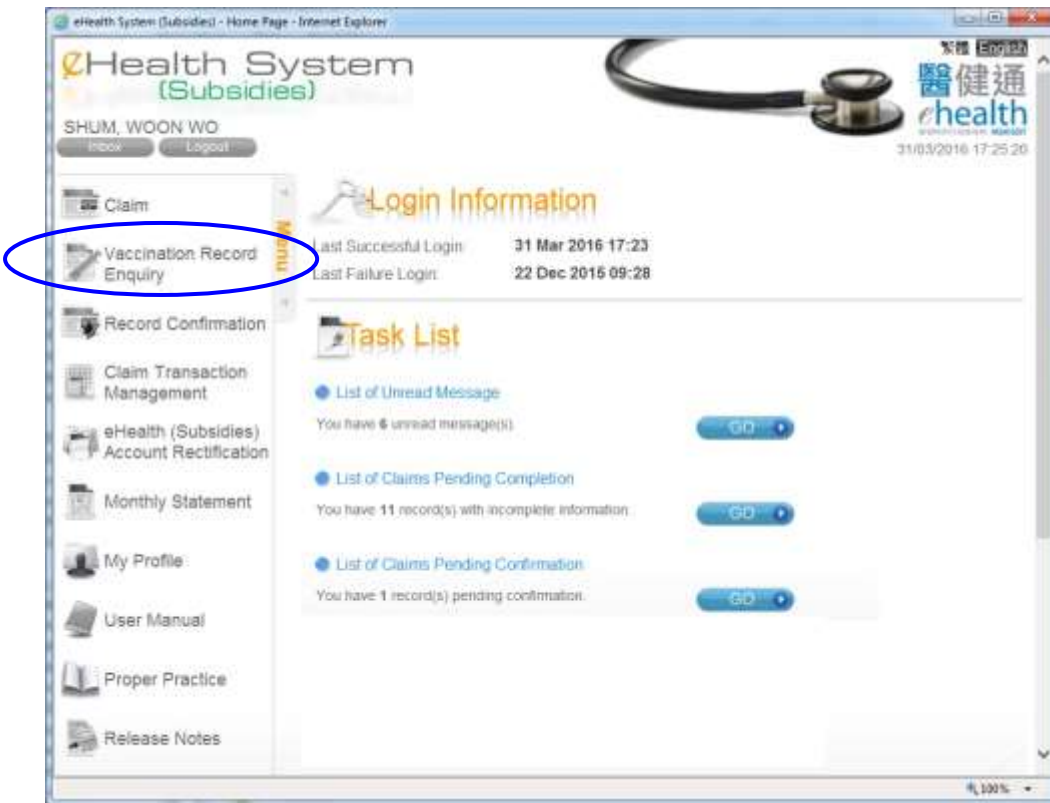 eHealth System (Subsidies) - Home Page - Internet Explorer
eHealth System
(Subsidies)
繁體 English
醫健通
ehealth
SHUM, WOON WO
Inbox Logout
31/03/2016 17:25:20
Menu
Claim
Vaccination Record
Enquiry
Record Confirmation
Claim Transaction
Management
eHealth (Subsidies)
Account Rectification
Monthly Statement
My Profile
User Manual
Proper Practice
Release Notes
Login Information
Last Successful Login: 31 Mar 2016 17:23
Last Failure Login: 22 Dec 2015 09:28
Task List
List of Unread Message
You have 6 unread message(s).
GO
List of Claims Pending Completion
You have 11 record(s) with incomplete information.
GO
List of Claims Pending Confirmation
You have 1 record(s) pending confirmation.
GO
100%